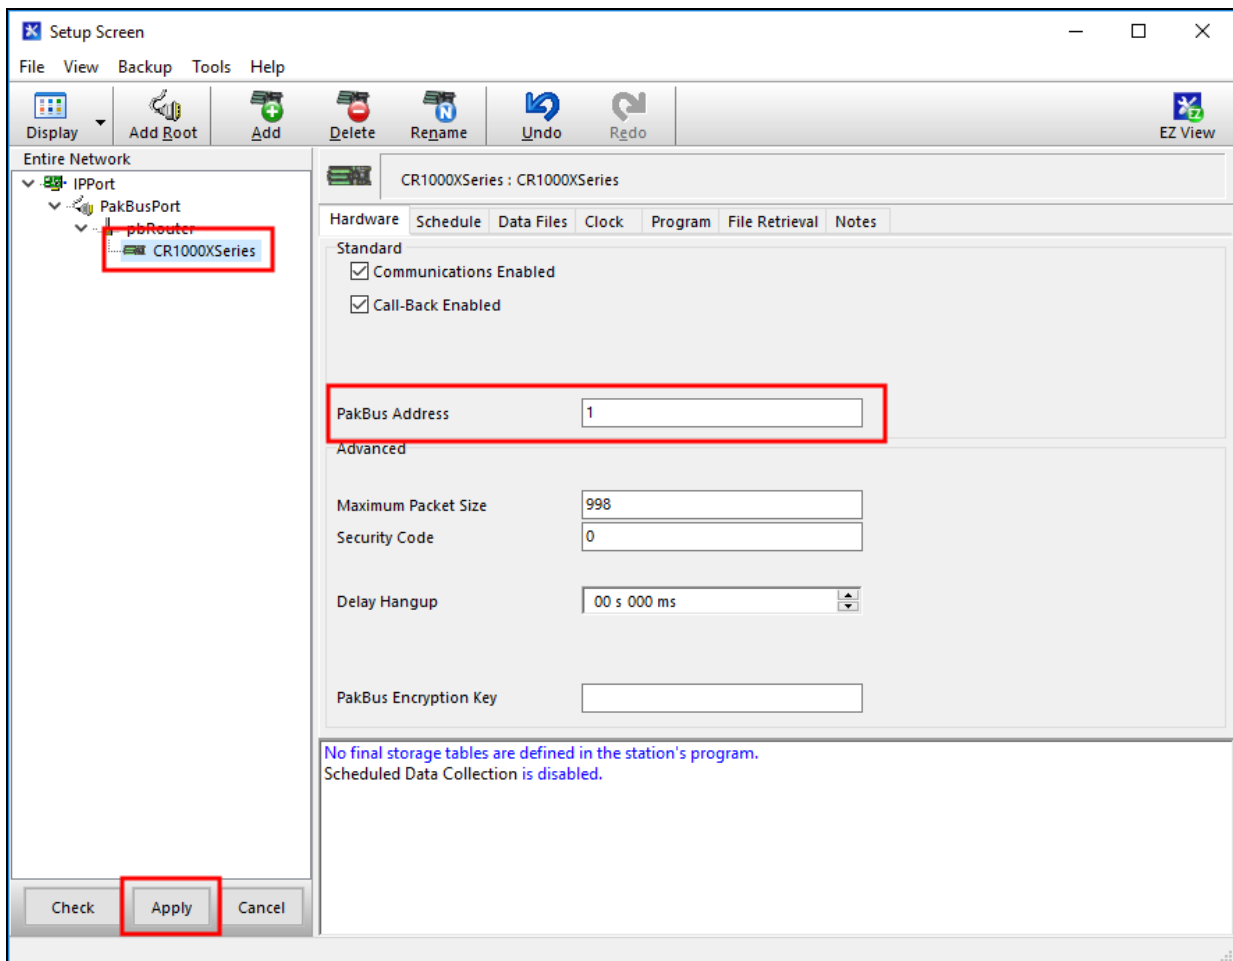 Setup Screen
File View Backup Tools Help
Display Add Root Add Delete Rename Undo Redo EZ View
Entire Network
IPPort
PakBusPort
pbRouter
CR1000XSeries
CR1000XSeries : CR1000XSeries
Hardware Schedule Data Files Clock Program File Retrieval Notes
Standard
Communications Enabled
Call-Back Enabled
PakBus Address 1
Advanced
Maximum Packet Size 998
Security Code 0
Delay Hangup 00 s 000 ms
PakBus Encryption Key
No final storage tables are defined in the station's program.
Scheduled Data Collection is disabled.
Check Apply Cancel